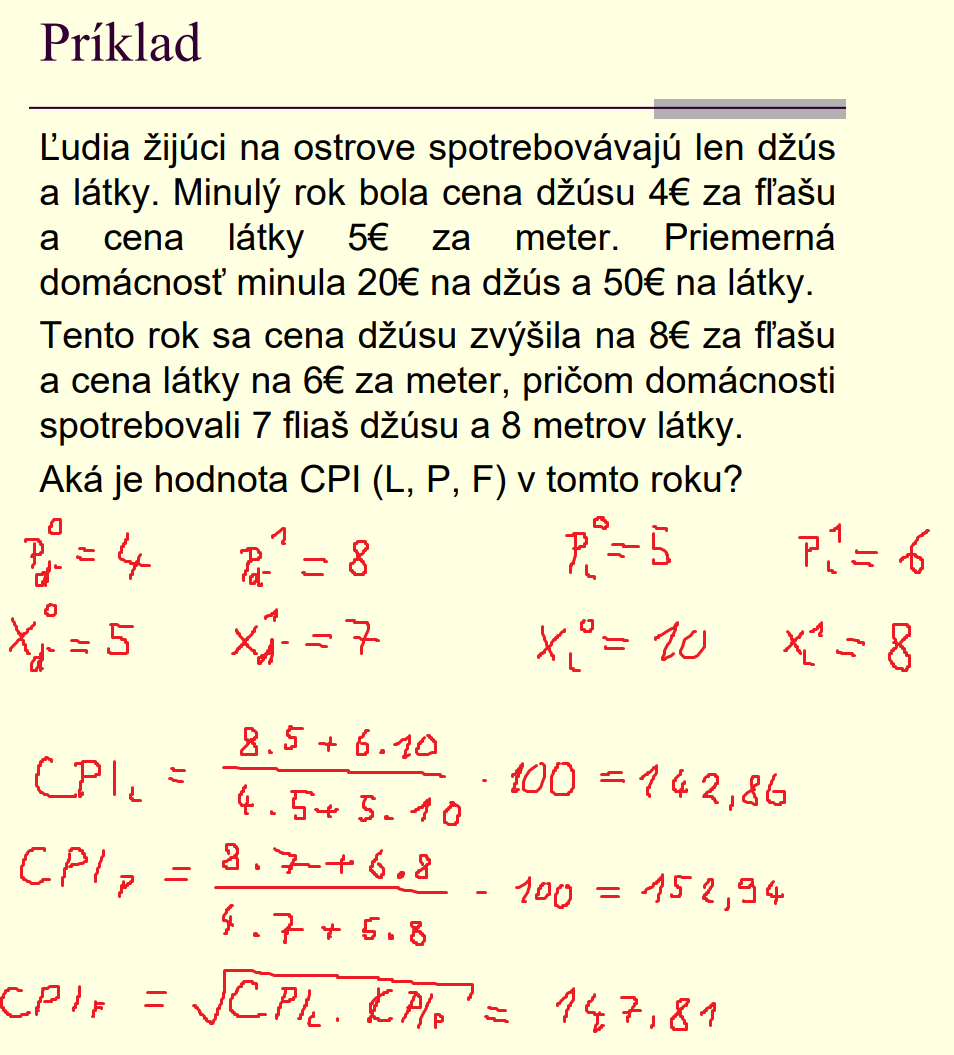 Príklad
Ľudia žijúci na ostrove spotrebovávajú len džús
a látky. Minulý rok bola cena džúsu 4€ za fľašu
a cena látky 5€ za meter. Priemerná
domácnosť minula 20€ na džús a 50€ na látky.
Tento rok sa cena džúsu zvýšila na 8€ za fľašu
a cena látky na 6€ za meter, pričom domácnosti
spotrebovali 7 fliaš džúsu a 8 metrov látky.
Aká je hodnota CPI (L, P, F) v tomto roku?
P_d^0 = 4 P_d^1 = 8 P_L^0 = 5 P_L^1 = 6
X_d^0 = 5 X_d^1 = 7 X_L^0 = 10 X_L^1 = 8
8.5 + 6.10
CPI_L = ——— . 100 = 142,86
4.5 + 5.10
8.7 + 6.8
CPI_P = ——— . 100 = 152,94
4.7 + 5.8
CPI_F = √(CPI_L . CPI_P) = 147,81